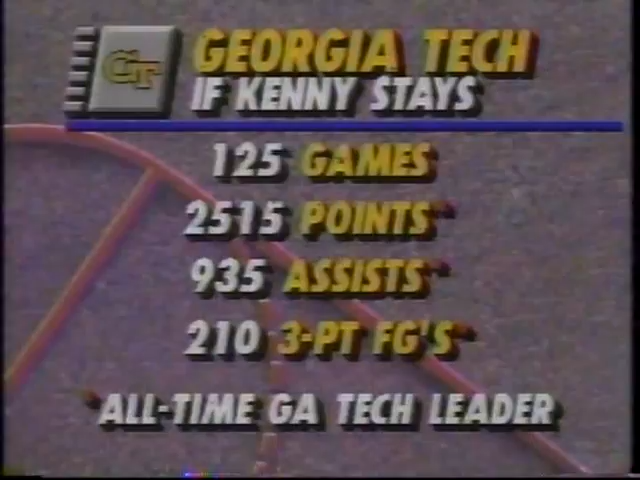 GT
GEORGIA TECH
IF KENNY STAYS
125 GAMES
2515 POINTS*
935 ASSISTS*
210 3-PT FG'S*
*ALL-TIME GA TECH LEADER